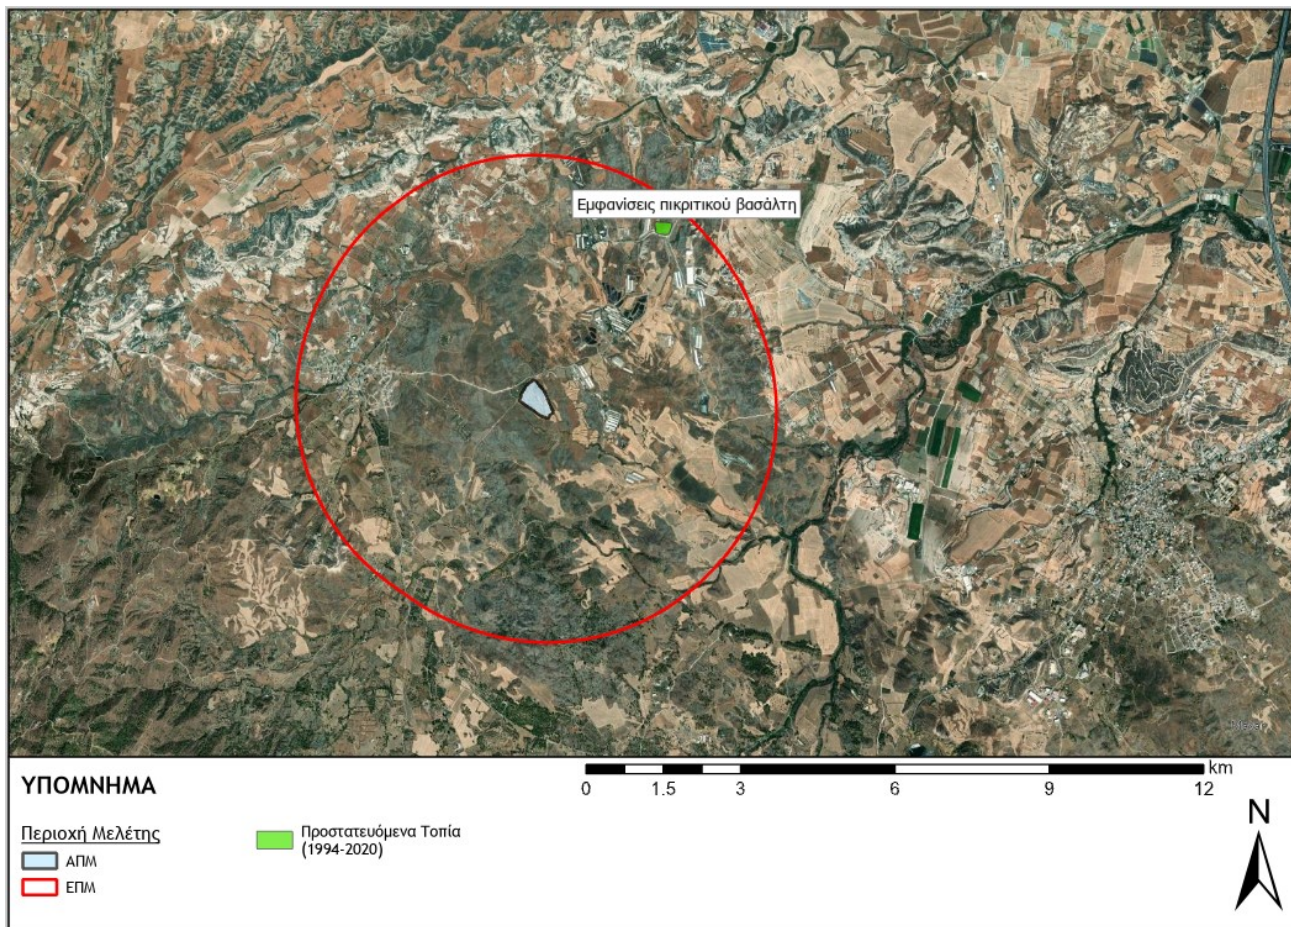 Εμφανίσεις πικριτικού βασάλτη
ΥΠΟΜΝΗΜΑ
Περιοχή Μελέτης
ΑΠΜ
ΕΠΜ
Προστατευόμενα Τοπία
(1994-2020)
0 1.5 3 6 9 12 km
N